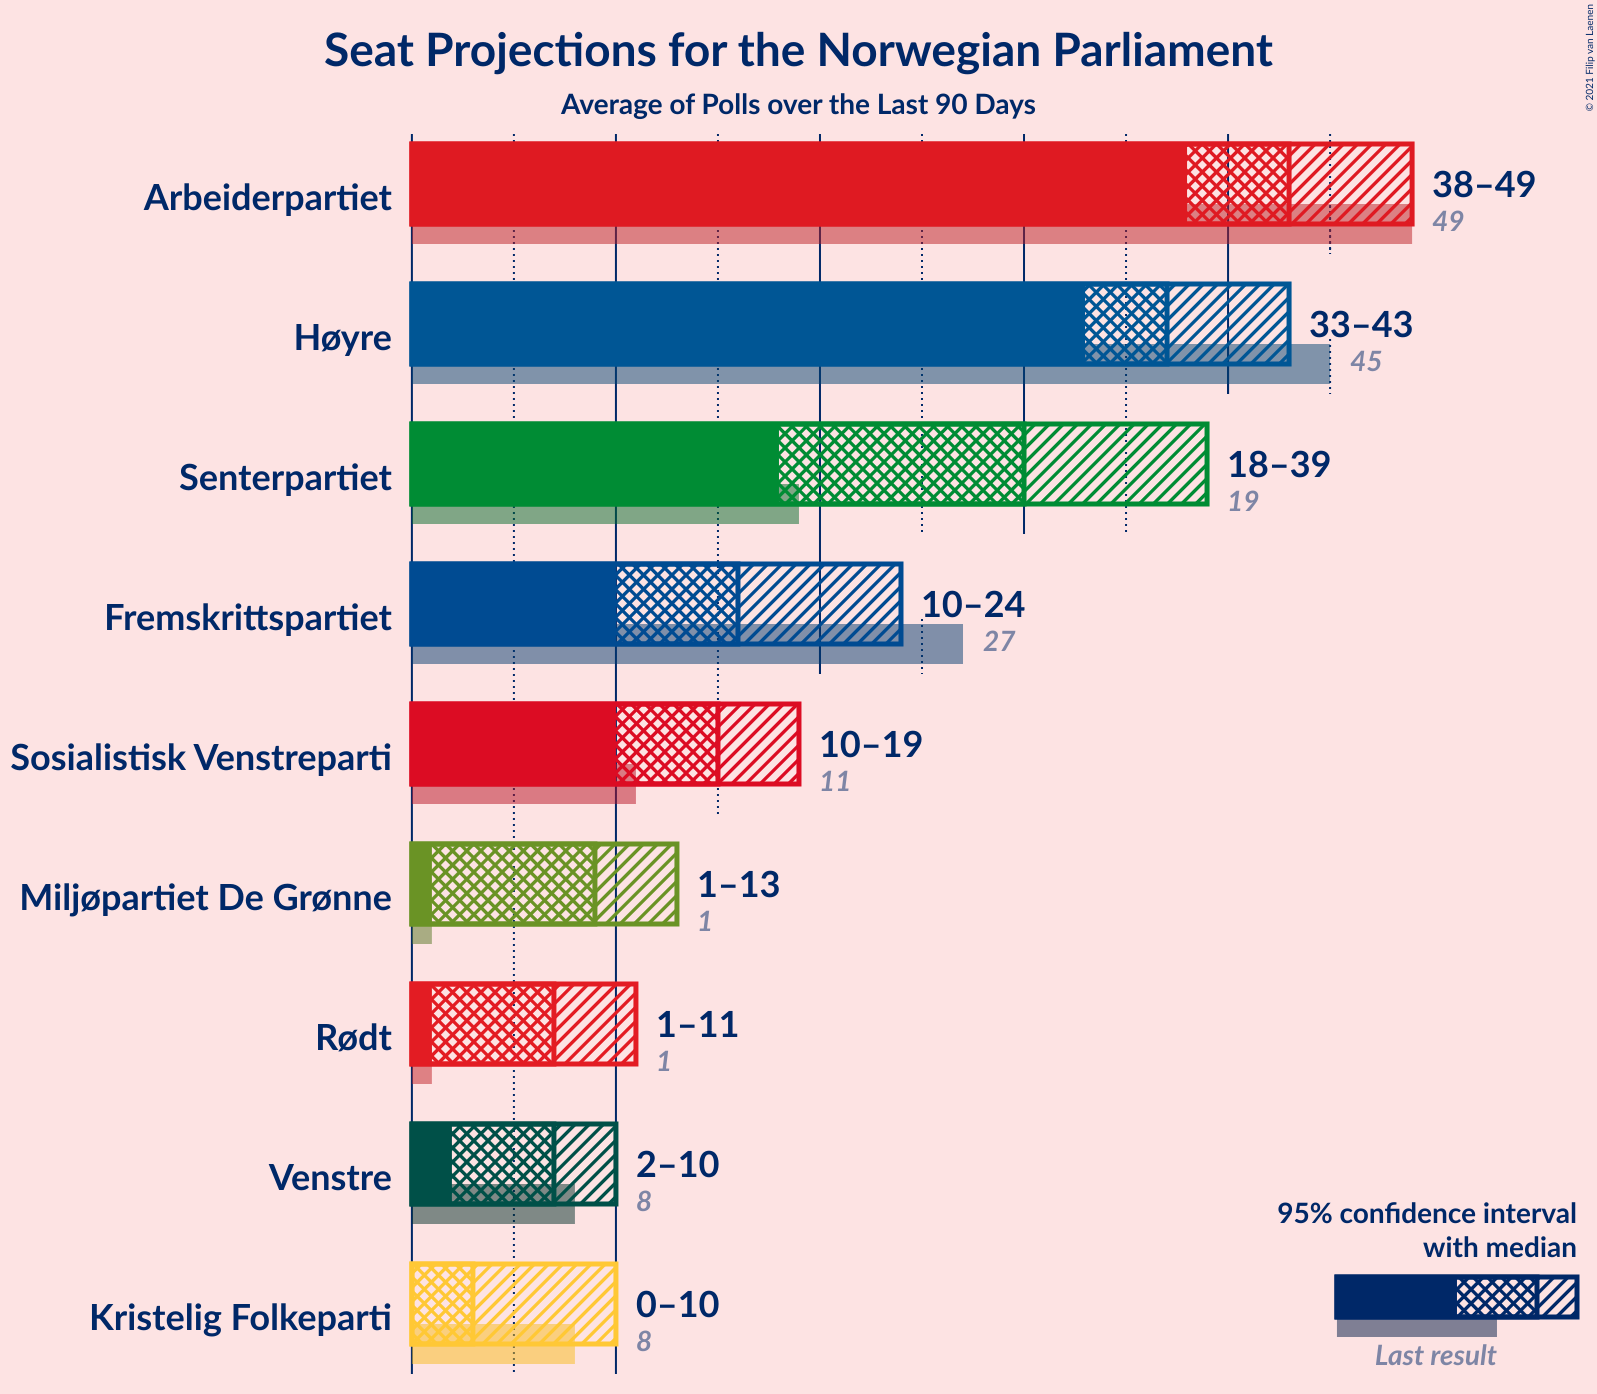 Seat Projections for the Norwegian Parliament
Average of Polls over the Last 90 Days
© 2021 Filip van Laenen
Arbeiderpartiet
38–49
49
Høyre
33–43
45
Senterpartiet
18–39
19
Fremskrittspartiet
10–24
27
Sosialistisk Venstreparti
10–19
11
Miljøpartiet De Grønne
1–13
1
Rødt
1–11
1
Venstre
2–10
8
Kristelig Folkeparti
0–10
8
95% confidence interval
with median
Last result